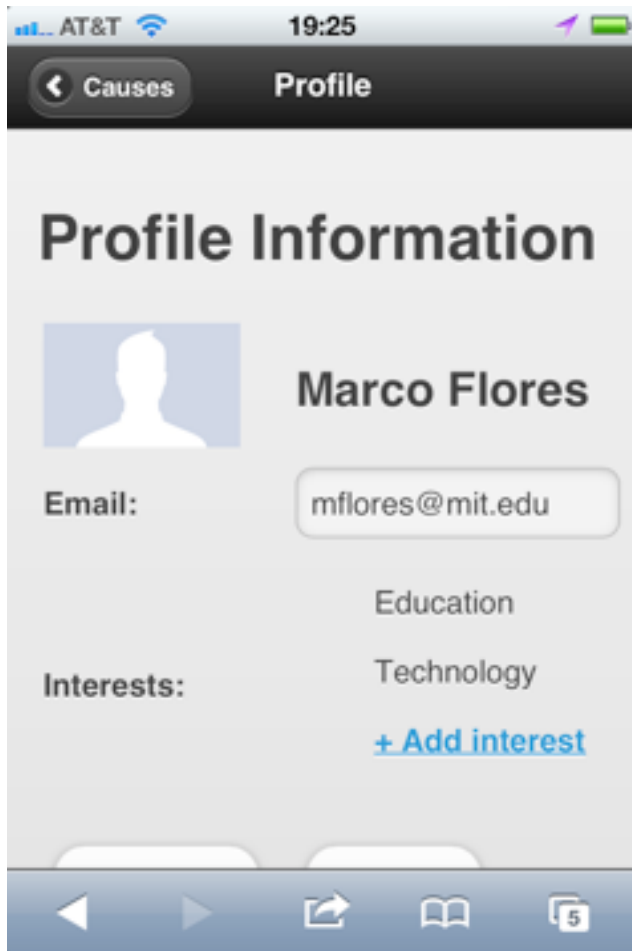 AT&T 19:25
Causes Profile
Profile Information
Marco Flores
Email: mflores@mit.edu
Education
Technology
Interests:
+ Add interest
5